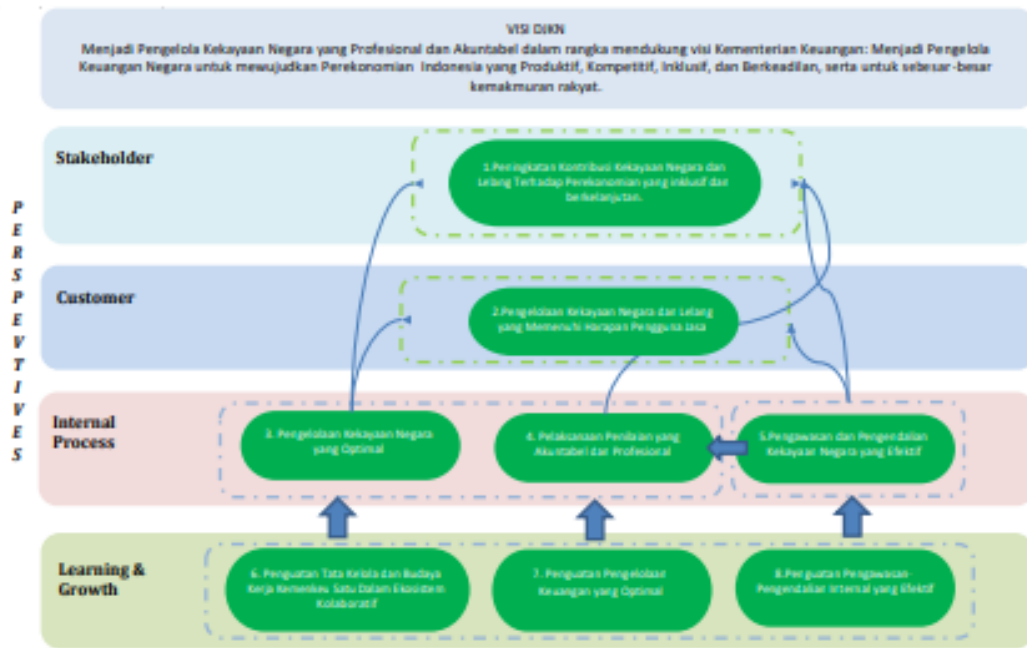 VISI DJKN
Menjadi Pengelola Kekayaan Negara yang Profesional dan Akuntabel dalam rangka mendukung visi Kementerian Keuangan: Menjadi Pengelola
Keuangan Negara untuk mewujudkan Perekonomian Indonesia yang Produktif, Kompetitif, Inklusif, dan Berkeadilan, serta untuk sebesar-besar
kemakmuran rakyat.
PERSPEVTIVES
Stakeholder
1.Peningkatan Kontribusi Kekayaan Negara dan
Lelang Terhadap Perekonomian yang inklusif dan
berkelanjutan.
Customer
2.Pengelolaan Kekayaan Negara dan Lelang
yang Memenuhi Harapan Pengguna Jasa
Internal
Process
3. Pengelolaan Kekayaan Negara
yang Optimal
4. Pelaksanaan Penilaian yang
Akuntabel dan Profesional
5.Pengawasan dan Pengendalian
Kekayaan Negara yang Efektif
Learning &
Growth
6. Penguatan Tata Kelola dan Budaya
Kerja Kemenkeu Satu Dalam Ekosistem
Kolaboratif
7. Penguatan Pengelolaan
Keuangan yang Optimal
8.Penguatan Pengawasan-
Pengendalian Internal yang Efektif